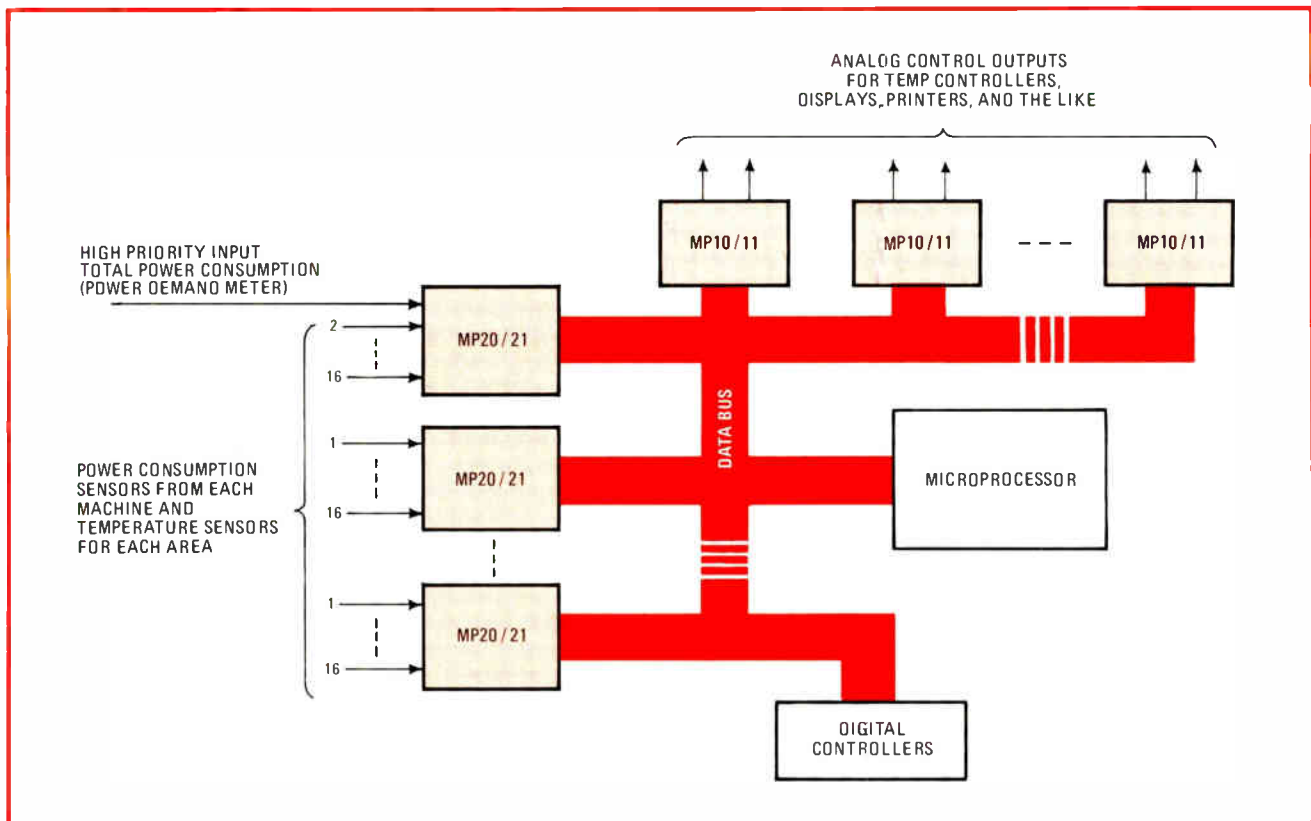 ANALOG CONTROL OUTPUTS
FOR TEMP CONTROLLERS,
DISPLAYS, PRINTERS, AND THE LIKE
MP10/11
MP10/11
MP10/11
HIGH PRIORITY INPUT
TOTAL POWER CONSUMPTION
(POWER DEMAND METER)
2
16
MP20/21
DATA BUS
POWER CONSUMPTION
SENSORS FROM EACH
MACHINE AND
TEMPERATURE SENSORS
FOR EACH AREA
1
16
MP20/21
MICROPROCESSOR
1
16
MP20/21
DIGITAL
CONTROLLERS